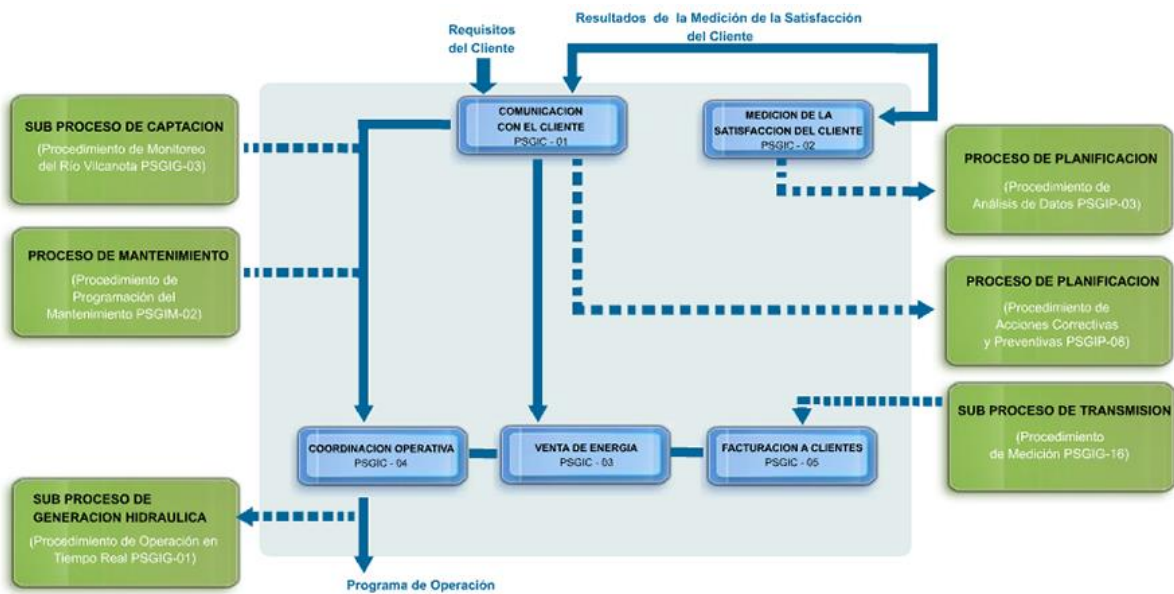 Requisitos
del Cliente
Resultados de la Medición de la Satisfacción
del Cliente
COMUNICACION
CON EL CLIENTE
PSGIC - 01
MEDICION DE LA
SATISFACCION DEL CLIENTE
PSGIC - 02
SUB PROCESO DE CAPTACION
(Procedimiento de Monitoreo
del Río Vilcanota PSGIG-03)
PROCESO DE PLANIFICACION
(Procedimiento de
Análisis de Datos PSGIP-03)
PROCESO DE MANTENIMIENTO
(Procedimiento de
Programación del
Mantenimiento PSGIM-02)
PROCESO DE PLANIFICACION
(Procedimiento de
Acciones Correctivas
y Preventivas PSGIP-06)
SUB PROCESO DE TRANSMISION
(Procedimiento
de Medición PSGIG-16)
COORDINACION OPERATIVA
PSGIC - 04
VENTA DE ENERGIA
PSGIC - 03
FACTURACION A CLIENTES
PSGIC - 05
SUB PROCESO DE
GENERACION HIDRAULICA
(Procedimiento de Operación en
Tiempo Real PSGIG-01)
Programa de Operación